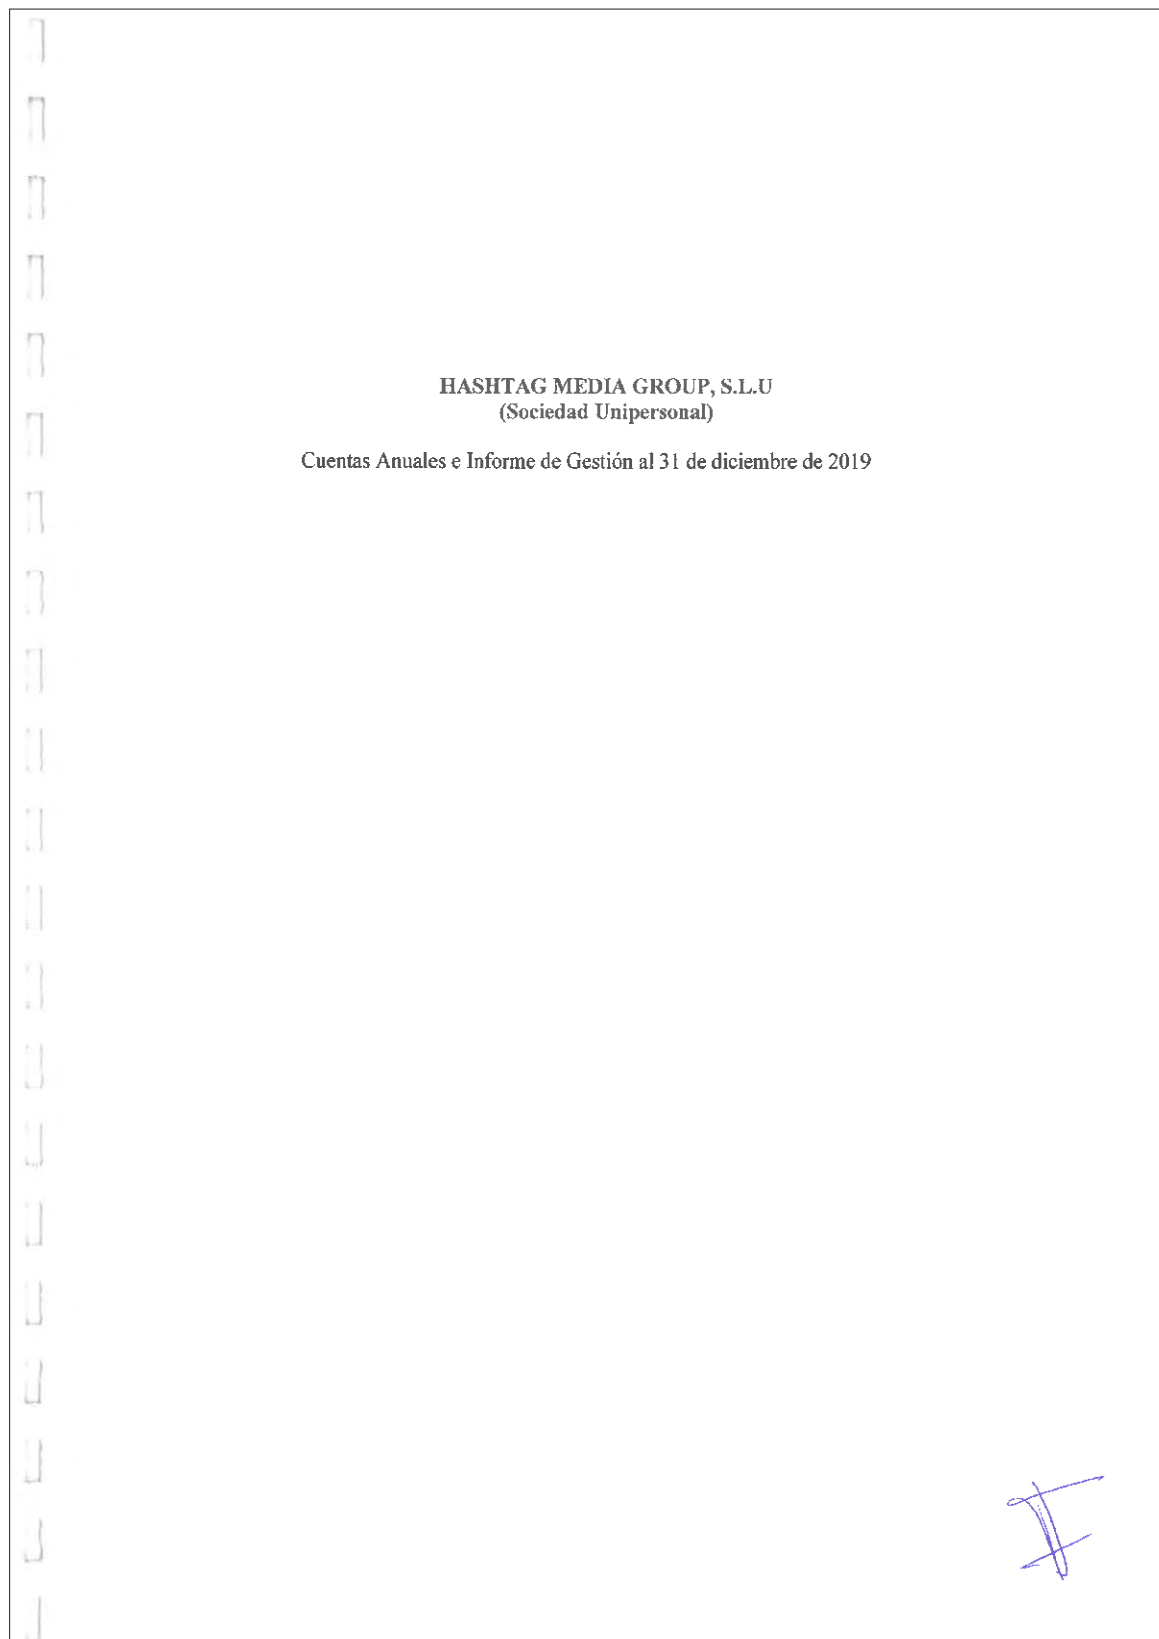 HASHTAG MEDIA GROUP, S.L.U
(Sociedad Unipersonal)
Cuentas Anuales e Informe de Gestión al 31 de diciembre de 2019